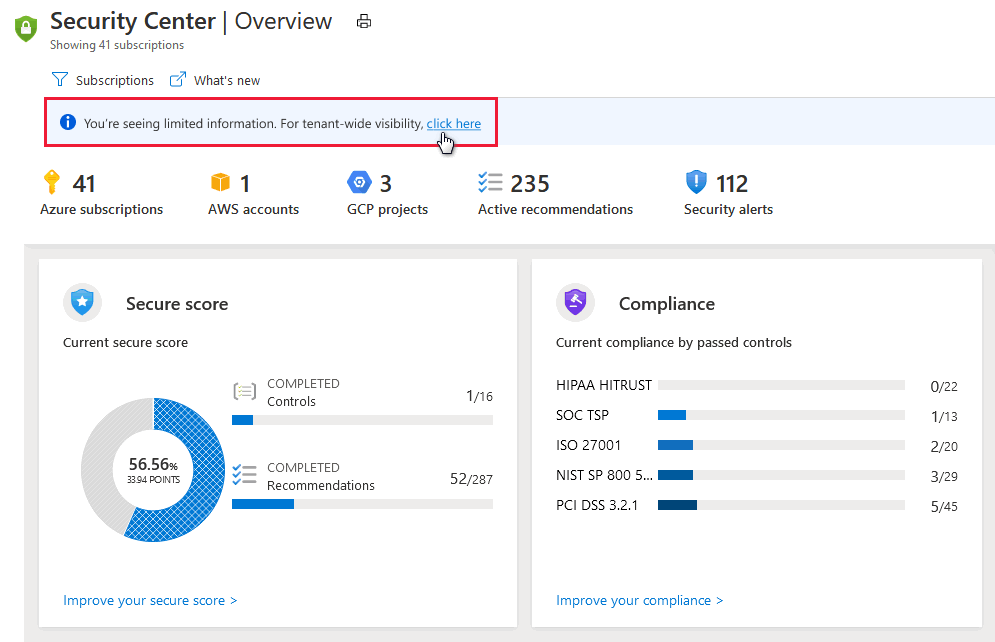 Security Center | Overview
Showing 41 subscriptions
Subscriptions What's new
You're seeing limited information. For tenant-wide visibility, click here
41 1 3 235 112
Azure subscriptions AWS accounts GCP projects Active recommendations Security alerts
Secure score
Current secure score
COMPLETED
Controls 1/16
56.56%
33.94 POINTS
COMPLETED
Recommendations 52/287
Improve your secure score >
Compliance
Current compliance by passed controls
HIPAA HITRUST 0/22
SOC TSP 1/13
ISO 27001 2/20
NIST SP 800 5... 3/29
PCI DSS 3.2.1 5/45
Improve your compliance >